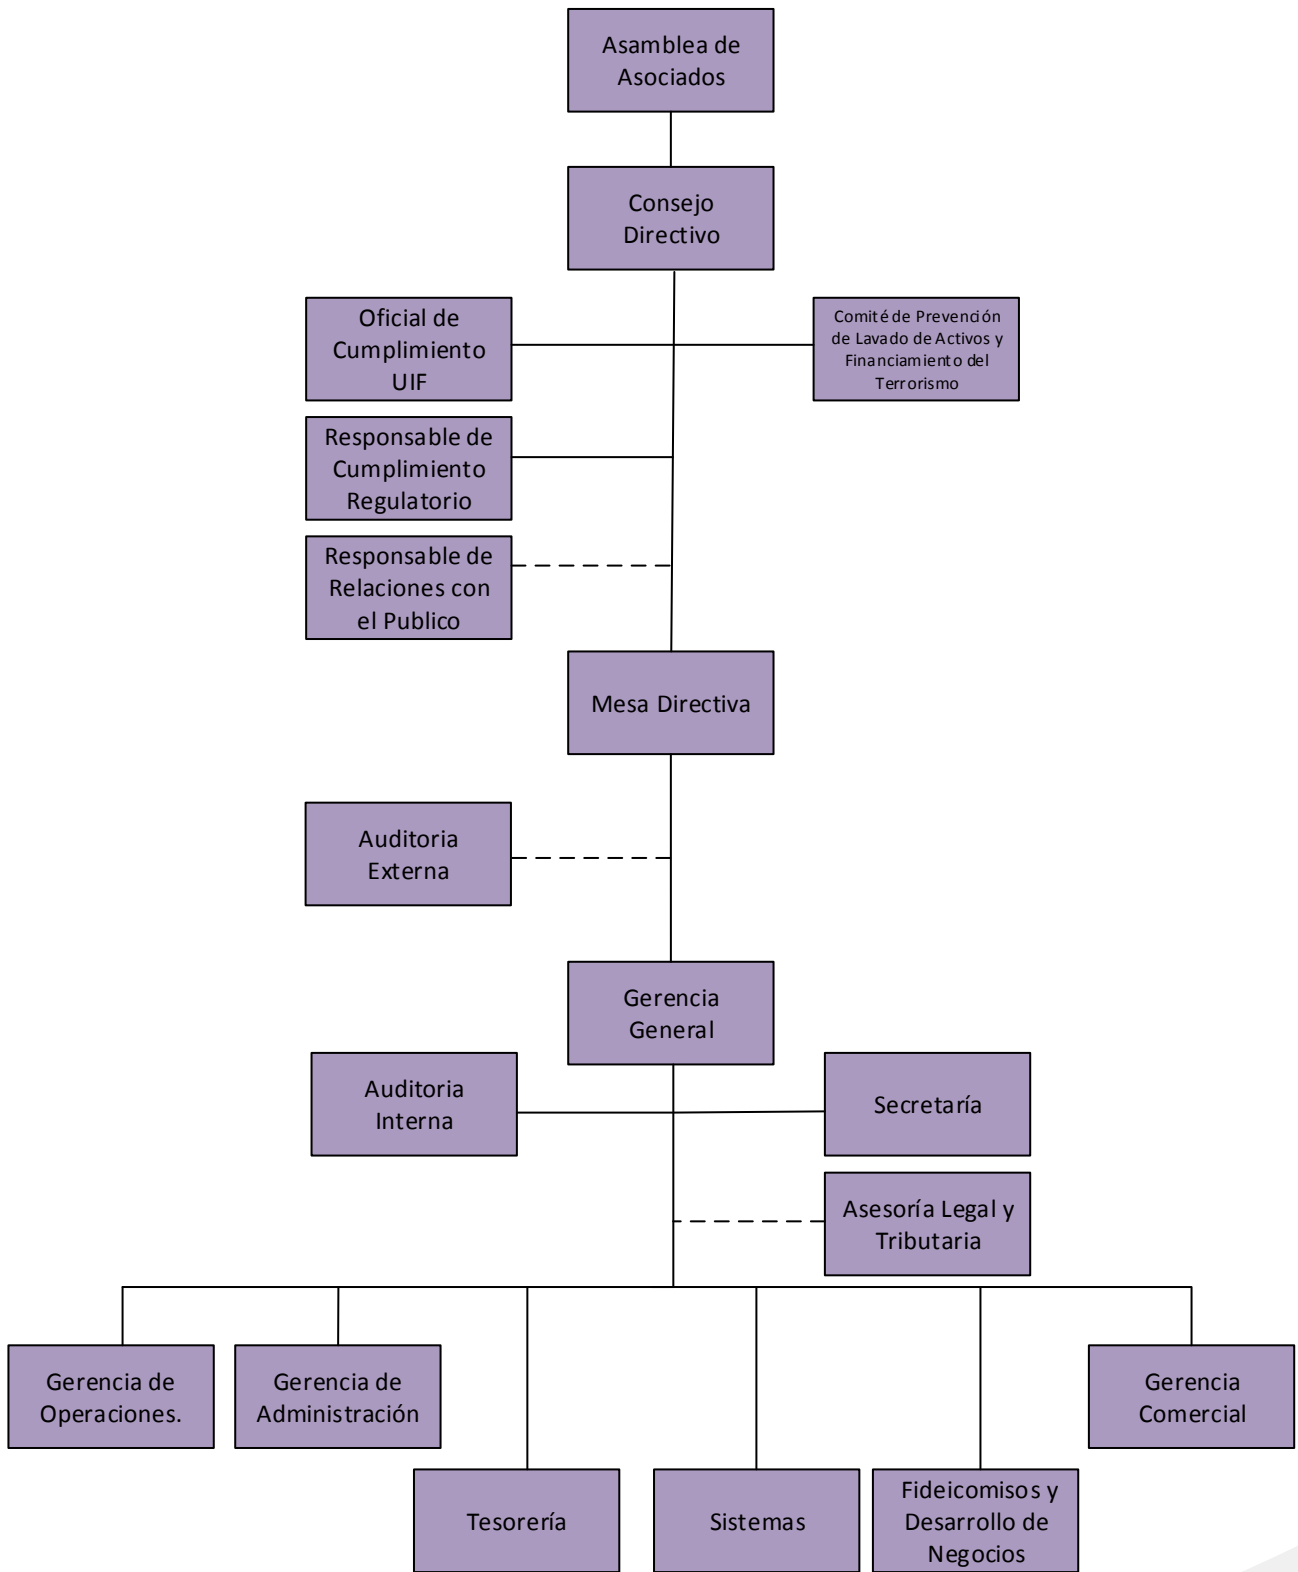 Asamblea de
Asociados
Consejo
Directivo
Oficial de
Cumplimiento
UIF
Comité de Prevención
de Lavado de Activos y
Financiamiento del
Terrorismo
Responsable de
Cumplimiento
Regulatorio
Responsable de
Relaciones con
el Publico
Mesa Directiva
Auditoria
Externa
Gerencia
General
Auditoria
Interna
Secretaría
Asesoría Legal y
Tributaria
Gerencia de
Operaciones.
Gerencia de
Administración
Gerencia
Comercial
Tesorería
Sistemas
Fideicomisos y
Desarrollo de
Negocios